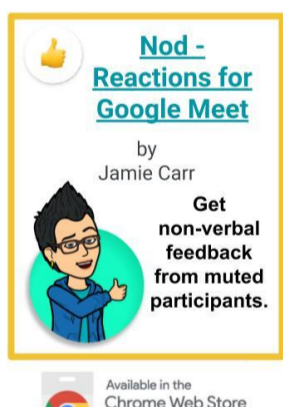 Nod -
Reactions for
Google Meet
by
Jamie Carr
Get
non-verbal
feedback
from muted
participants.
Available in the
Chrome Web Store